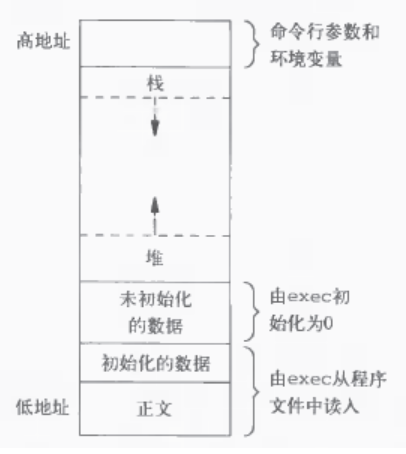 高地址
命令行参数和
环境变量
栈
堆
未初始化
的数据
由exec初
始化为0
初始化的数据
由exec从程序
文件中读入
低地址
正文